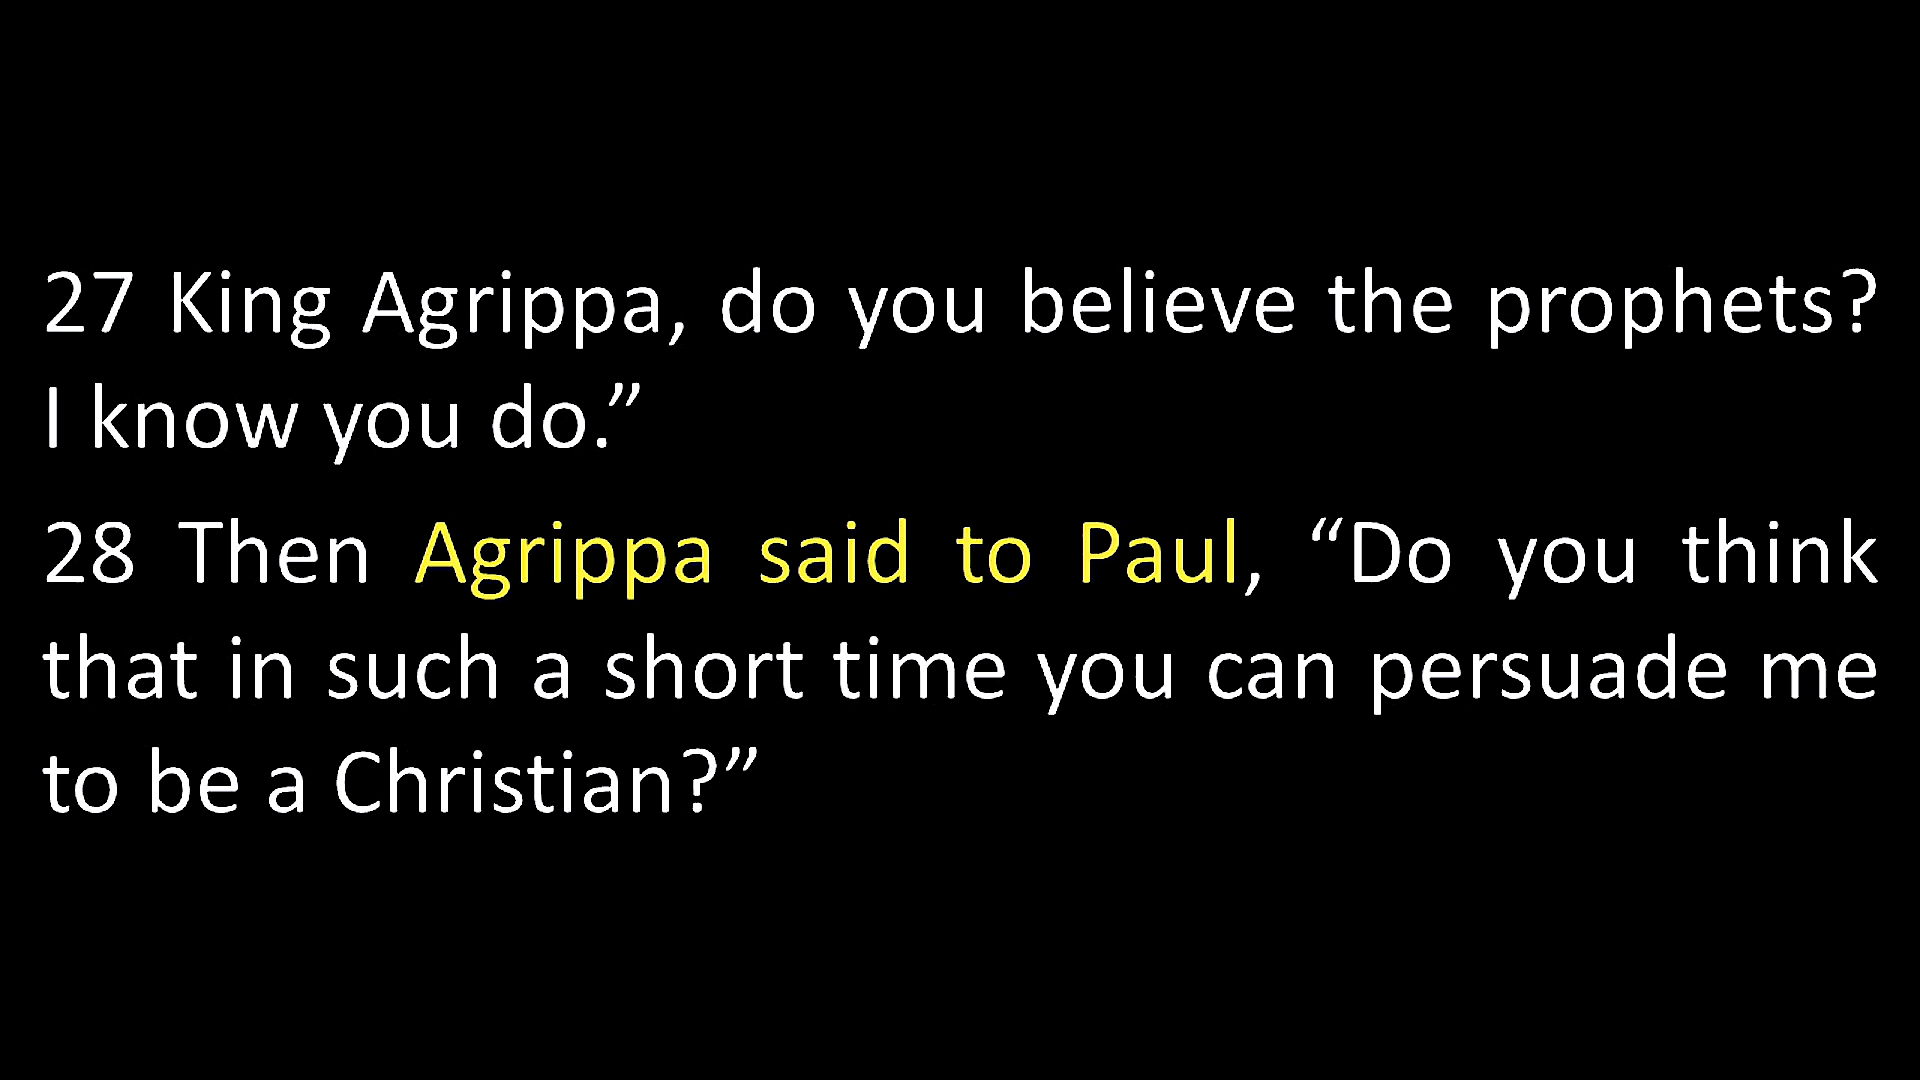 27 King Agrippa, do you believe the prophets?
I know you do.”
28 Then Agrippa said to Paul, “Do you think
that in such a short time you can persuade me
to be a Christian?”